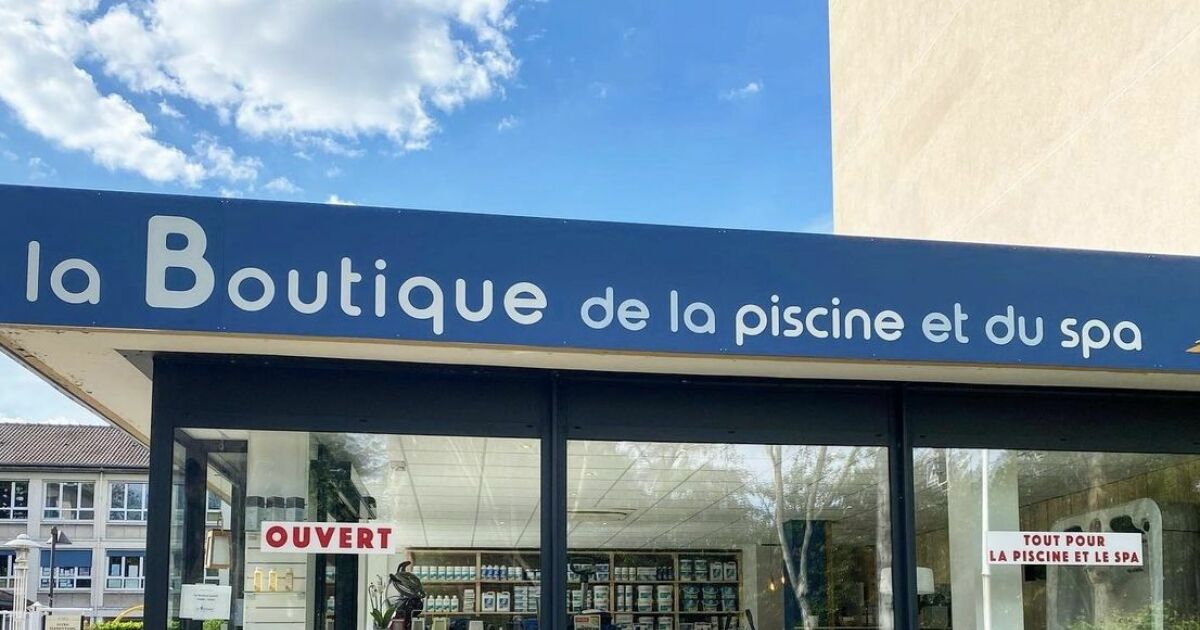 la Boutique de la piscine et du spa
OUVERT
TOUT POUR
LA PISCINE ET LE SPA